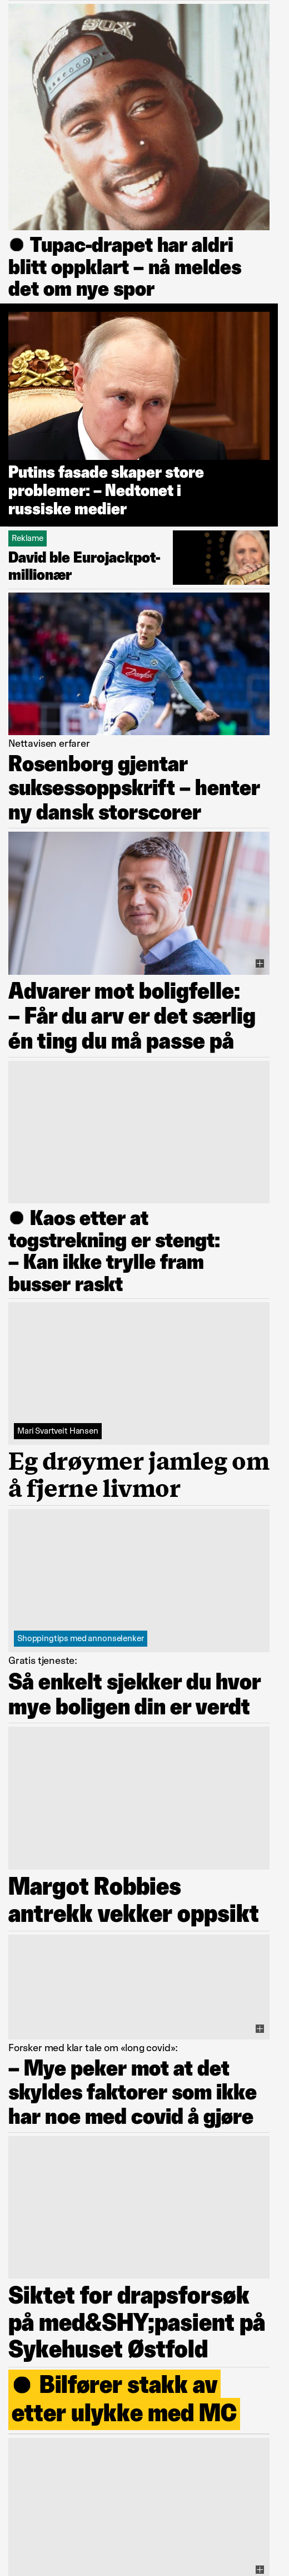 SUX
● Tupac-drapet har aldri
blitt oppklart – nå meldes
det om nye spor
Putins fasade skaper store
problemer: – Nedtonet i
russiske medier
Reklame
David ble Eurojackpot-
millionær
Danfoss
Nettavisen erfarer
Rosenborg gjentar
suksessoppskrift – henter
ny dansk storscorer
Advarer mot boligfelle:
– Får du arv er det særlig
én ting du må passe på
● Kaos etter at
togstrekning er stengt:
– Kan ikke trylle fram
busser raskt
Mari Svartveit Hansen
Eg drøymer jamleg om
å fjerne livmor
Shoppingtips med annonselenker
Gratis tjeneste:
Så enkelt sjekker du hvor
mye boligen din er verdt
Margot Robbies
antrekk vekker oppsikt
Forsker med klar tale om «long covid»:
– Mye peker mot at det
skyldes faktorer som ikke
har noe med covid å gjøre
Siktet for drapsforsøk
på med&SHY;pasient på
Sykehuset Østfold
● Bilfører stakk av
etter ulykke med MC